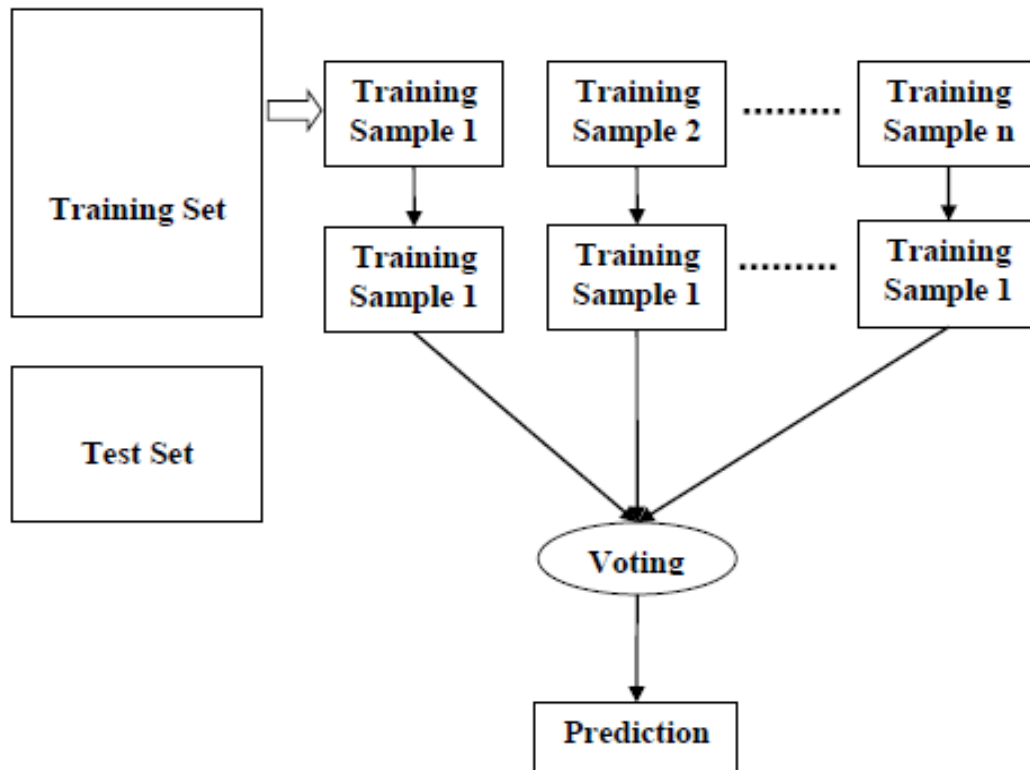 Training
Sample 1
Training
Sample 2
Training
Sample n
Training Set
Training
Sample 1
Training
Sample 1
Training
Sample 1
Test Set
Voting
Prediction